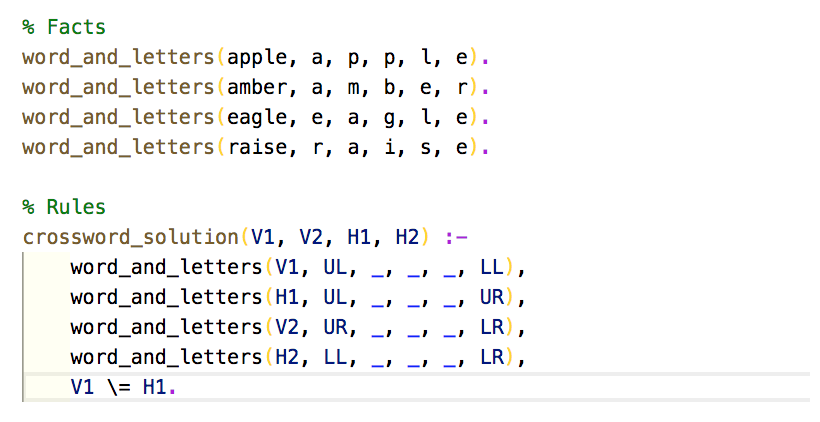 % Facts
word_and_letters(apple, a, p, p, l, e).
word_and_letters(amber, a, m, b, e, r).
word_and_letters(eagle, e, a, g, l, e).
word_and_letters(raise, r, a, i, s, e).
% Rules
crossword_solution(V1, V2, H1, H2) :-
word_and_letters(V1, UL, _, _, _, LL),
word_and_letters(H1, UL, _, _, _, UR),
word_and_letters(V2, UR, _, _, _, LR),
word_and_letters(H2, LL, _, _, _, LR),
V1 \= H1.